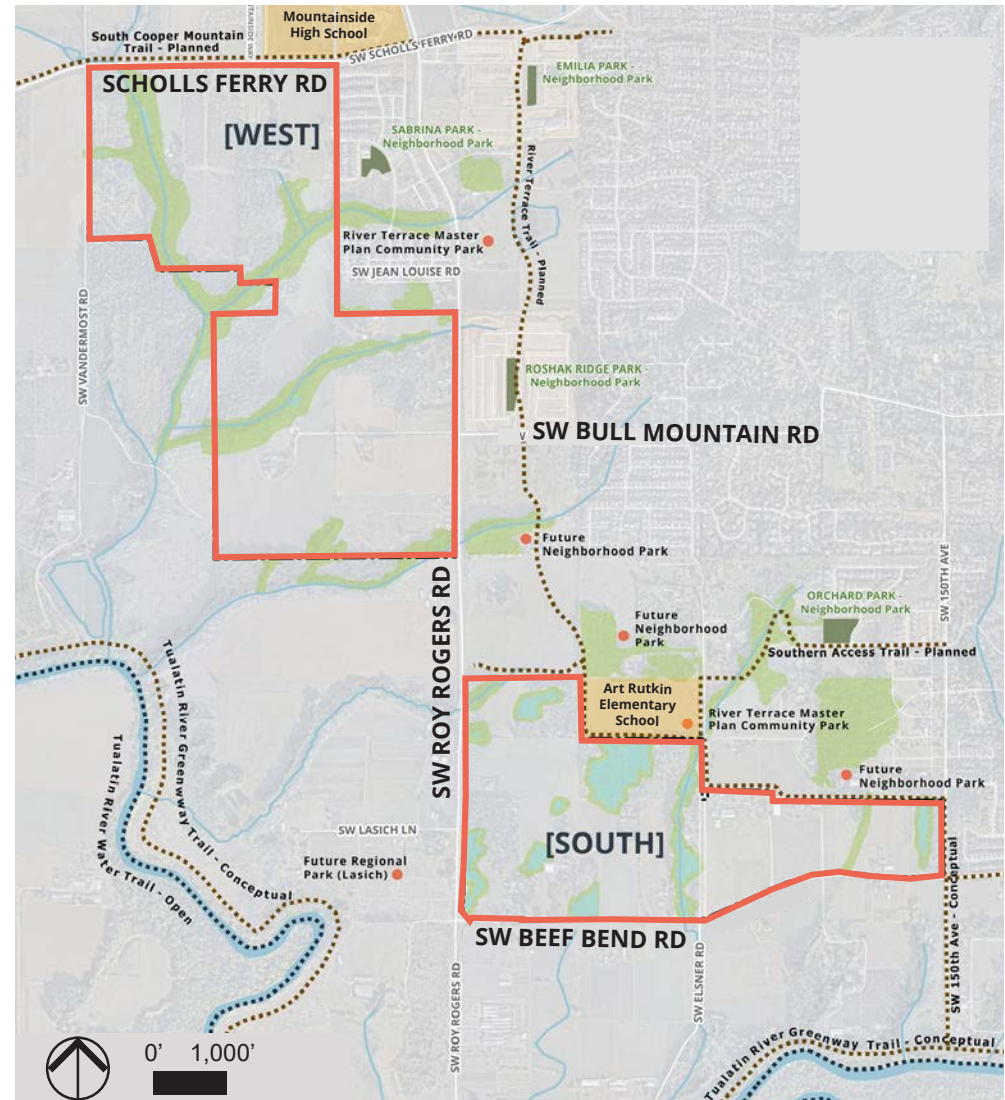 Mountainside
High School
South Cooper Mountain
Trail - Planned
SW SCHOLLS FERRY RD
SCHOLLS FERRY RD
[WEST]
EMILIA PARK -
Neighborhood Park
SABRINA PARK -
Neighborhood Park
River Terrace Trail - Planned
River Terrace Master
Plan Community Park
SW JEAN LOUISE RD
SW VANDERMOST RD
ROSHAK RIDGE PARK -
Neighborhood Park
SW BULL MOUNTAIN RD
Future
Neighborhood Park
SW 150TH AVE
SW ROY ROGERS RD
ORCHARD PARK -
Neighborhood Park
Future
Neighborhood
Park
Southern Access Trail - Planned
Tualatin River Greenwway Trail - Conceptual
Art Rutkin
Elementary
School
River Terrace Master
Plan Community Park
Tualatin River
Water Trail - Open
Future
Neighborhood Park
SW LASICH LN
[SOUTH]
Future Regional
Park (Lasich)
SW 150th Ave - Conceptual
SW BEEF BEND RD
SW ROY ROGERS RD
SW ELSNER RD
Tualatin River Greenway Trail - Conceptual
0' 1,000'